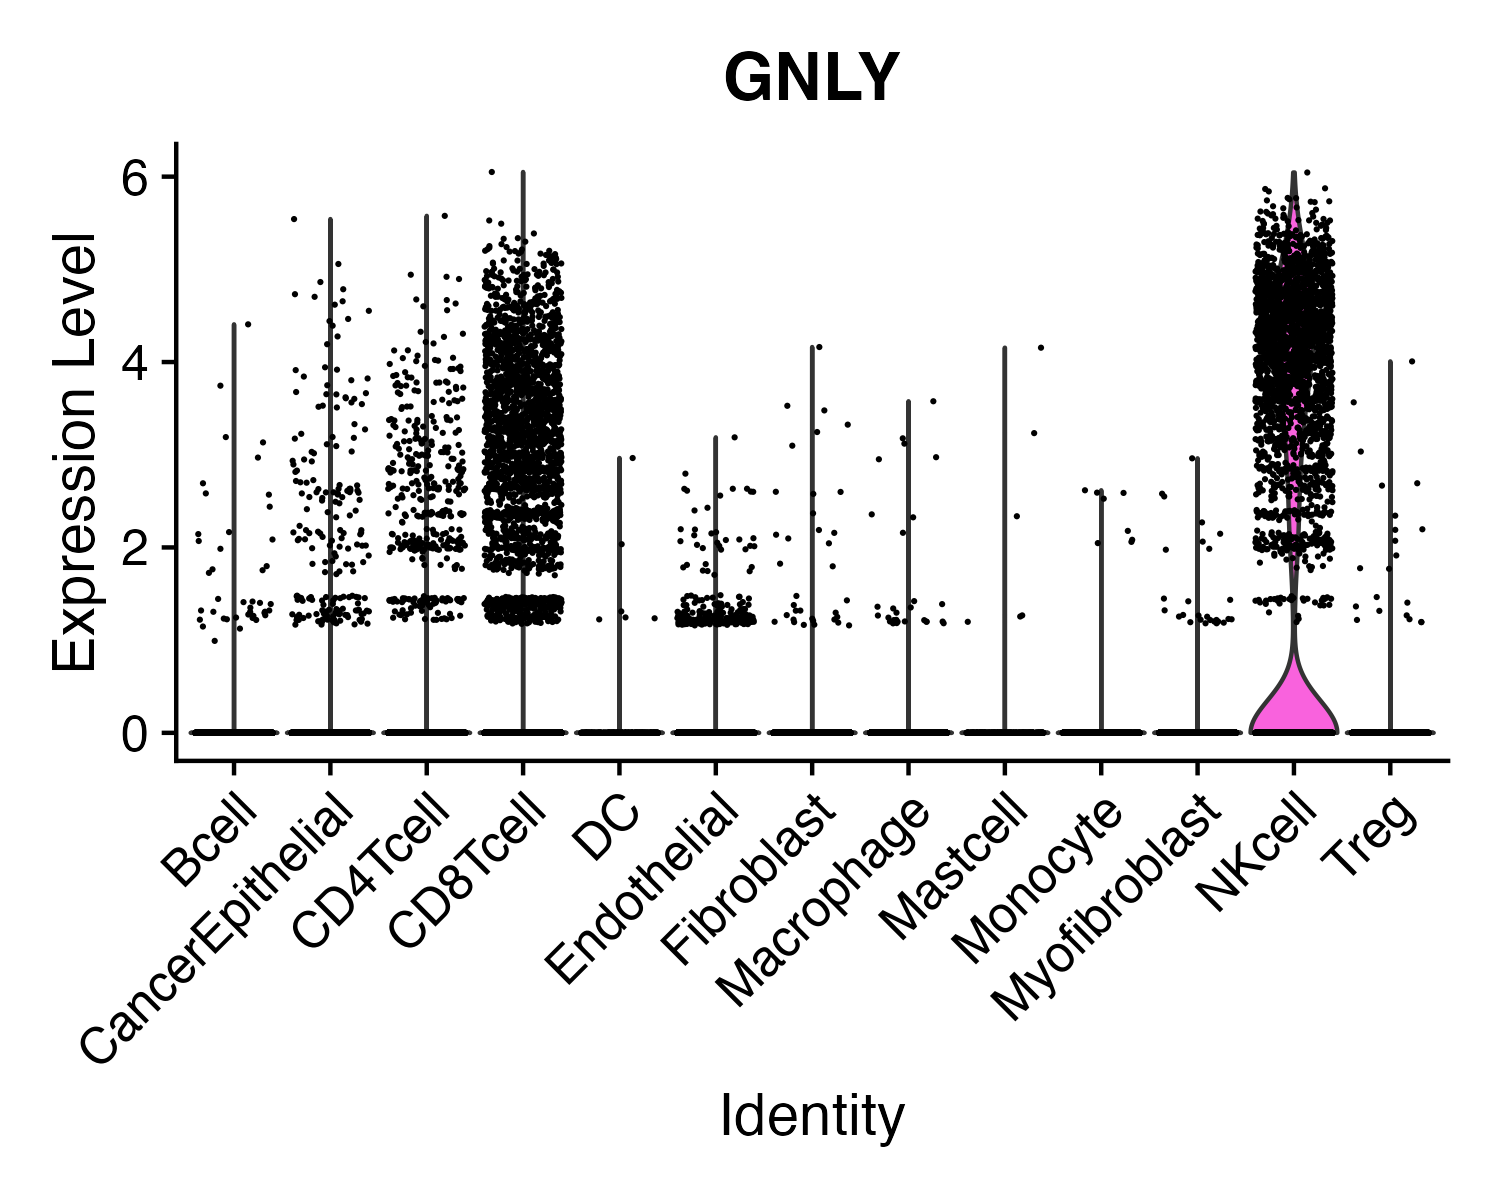 GNLY
Expression Level
6
4
2
0
Bcell
CancerEpithelial
CD4Tcell
CD8Tcell
DC
Endothelial
Fibroblast
Macrophage
Mastcell
Monocyte
Myofibroblast
NKcell
Treg
Identity